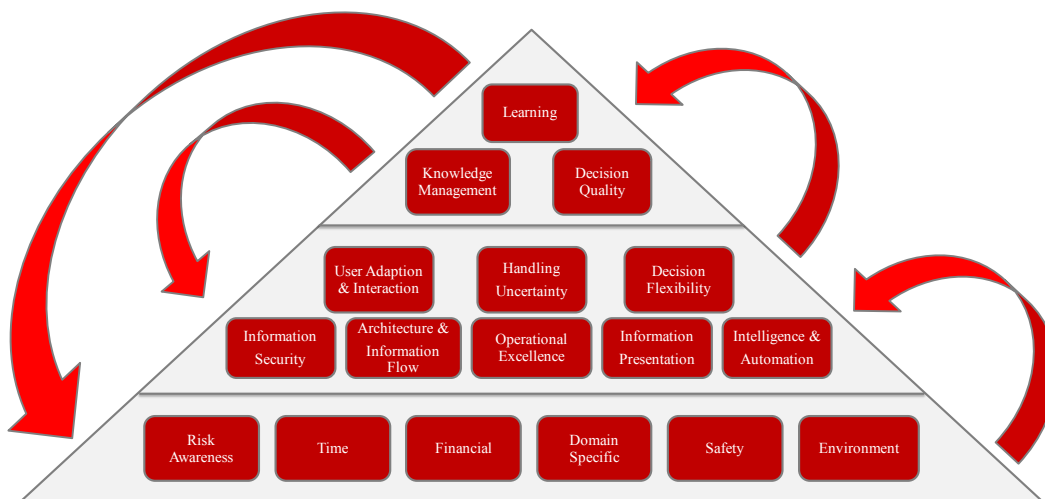 Learning
Knowledge
Management
Decision
Quality
User Adaption
& Interaction
Handling
Uncertainty
Decision
Flexibility
Information
Security
Architecture &
Information
Flow
Operational
Excellence
Information
Presentation
Intelligence &
Automation
Risk
Awareness
Time
Financial
Domain
Specific
Safety
Environment